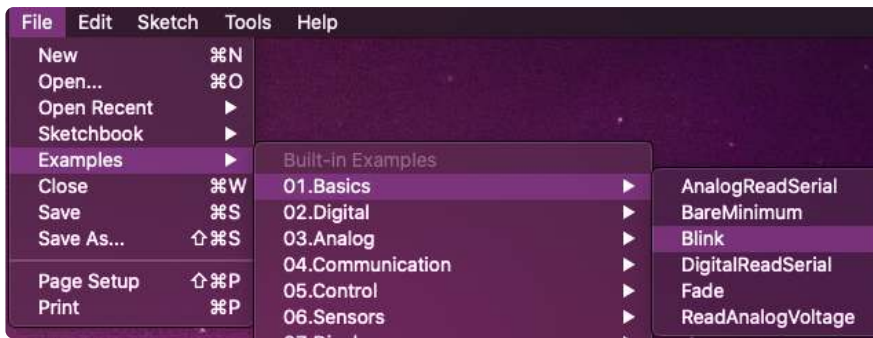 File Edit Sketch Tools Help
New ⌘N
Open... ⌘O
Open Recent ▶
Sketchbook ▶
Examples ▶
Close ⌘W
Save ⌘S
Save As... ⇧⌘S
Page Setup ⇧⌘P
Print ⌘P
Built-in Examples
01.Basics ▶
02.Digital ▶
03.Analog ▶
04.Communication ▶
05.Control ▶
06.Sensors ▶
AnalogReadSerial
BareMinimum
Blink
DigitalReadSerial
Fade
ReadAnalogVoltage